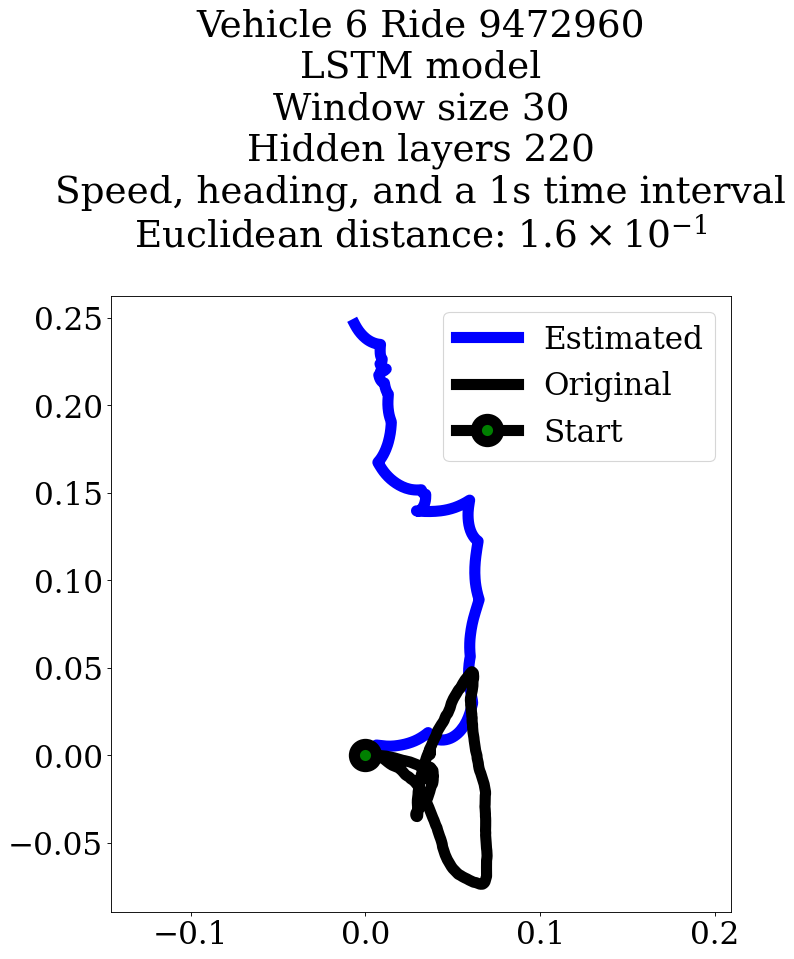 Vehicle 6 Ride 9472960
LSTM model
Window size 30
Hidden layers 220
Speed, heading, and a 1s time interval
Euclidean distance: 1.6 × 10⁻¹
Estimated
Original
Start
0.25
0.20
0.15
0.10
0.05
0.00
−0.05
−0.1
0.0
0.1
0.2